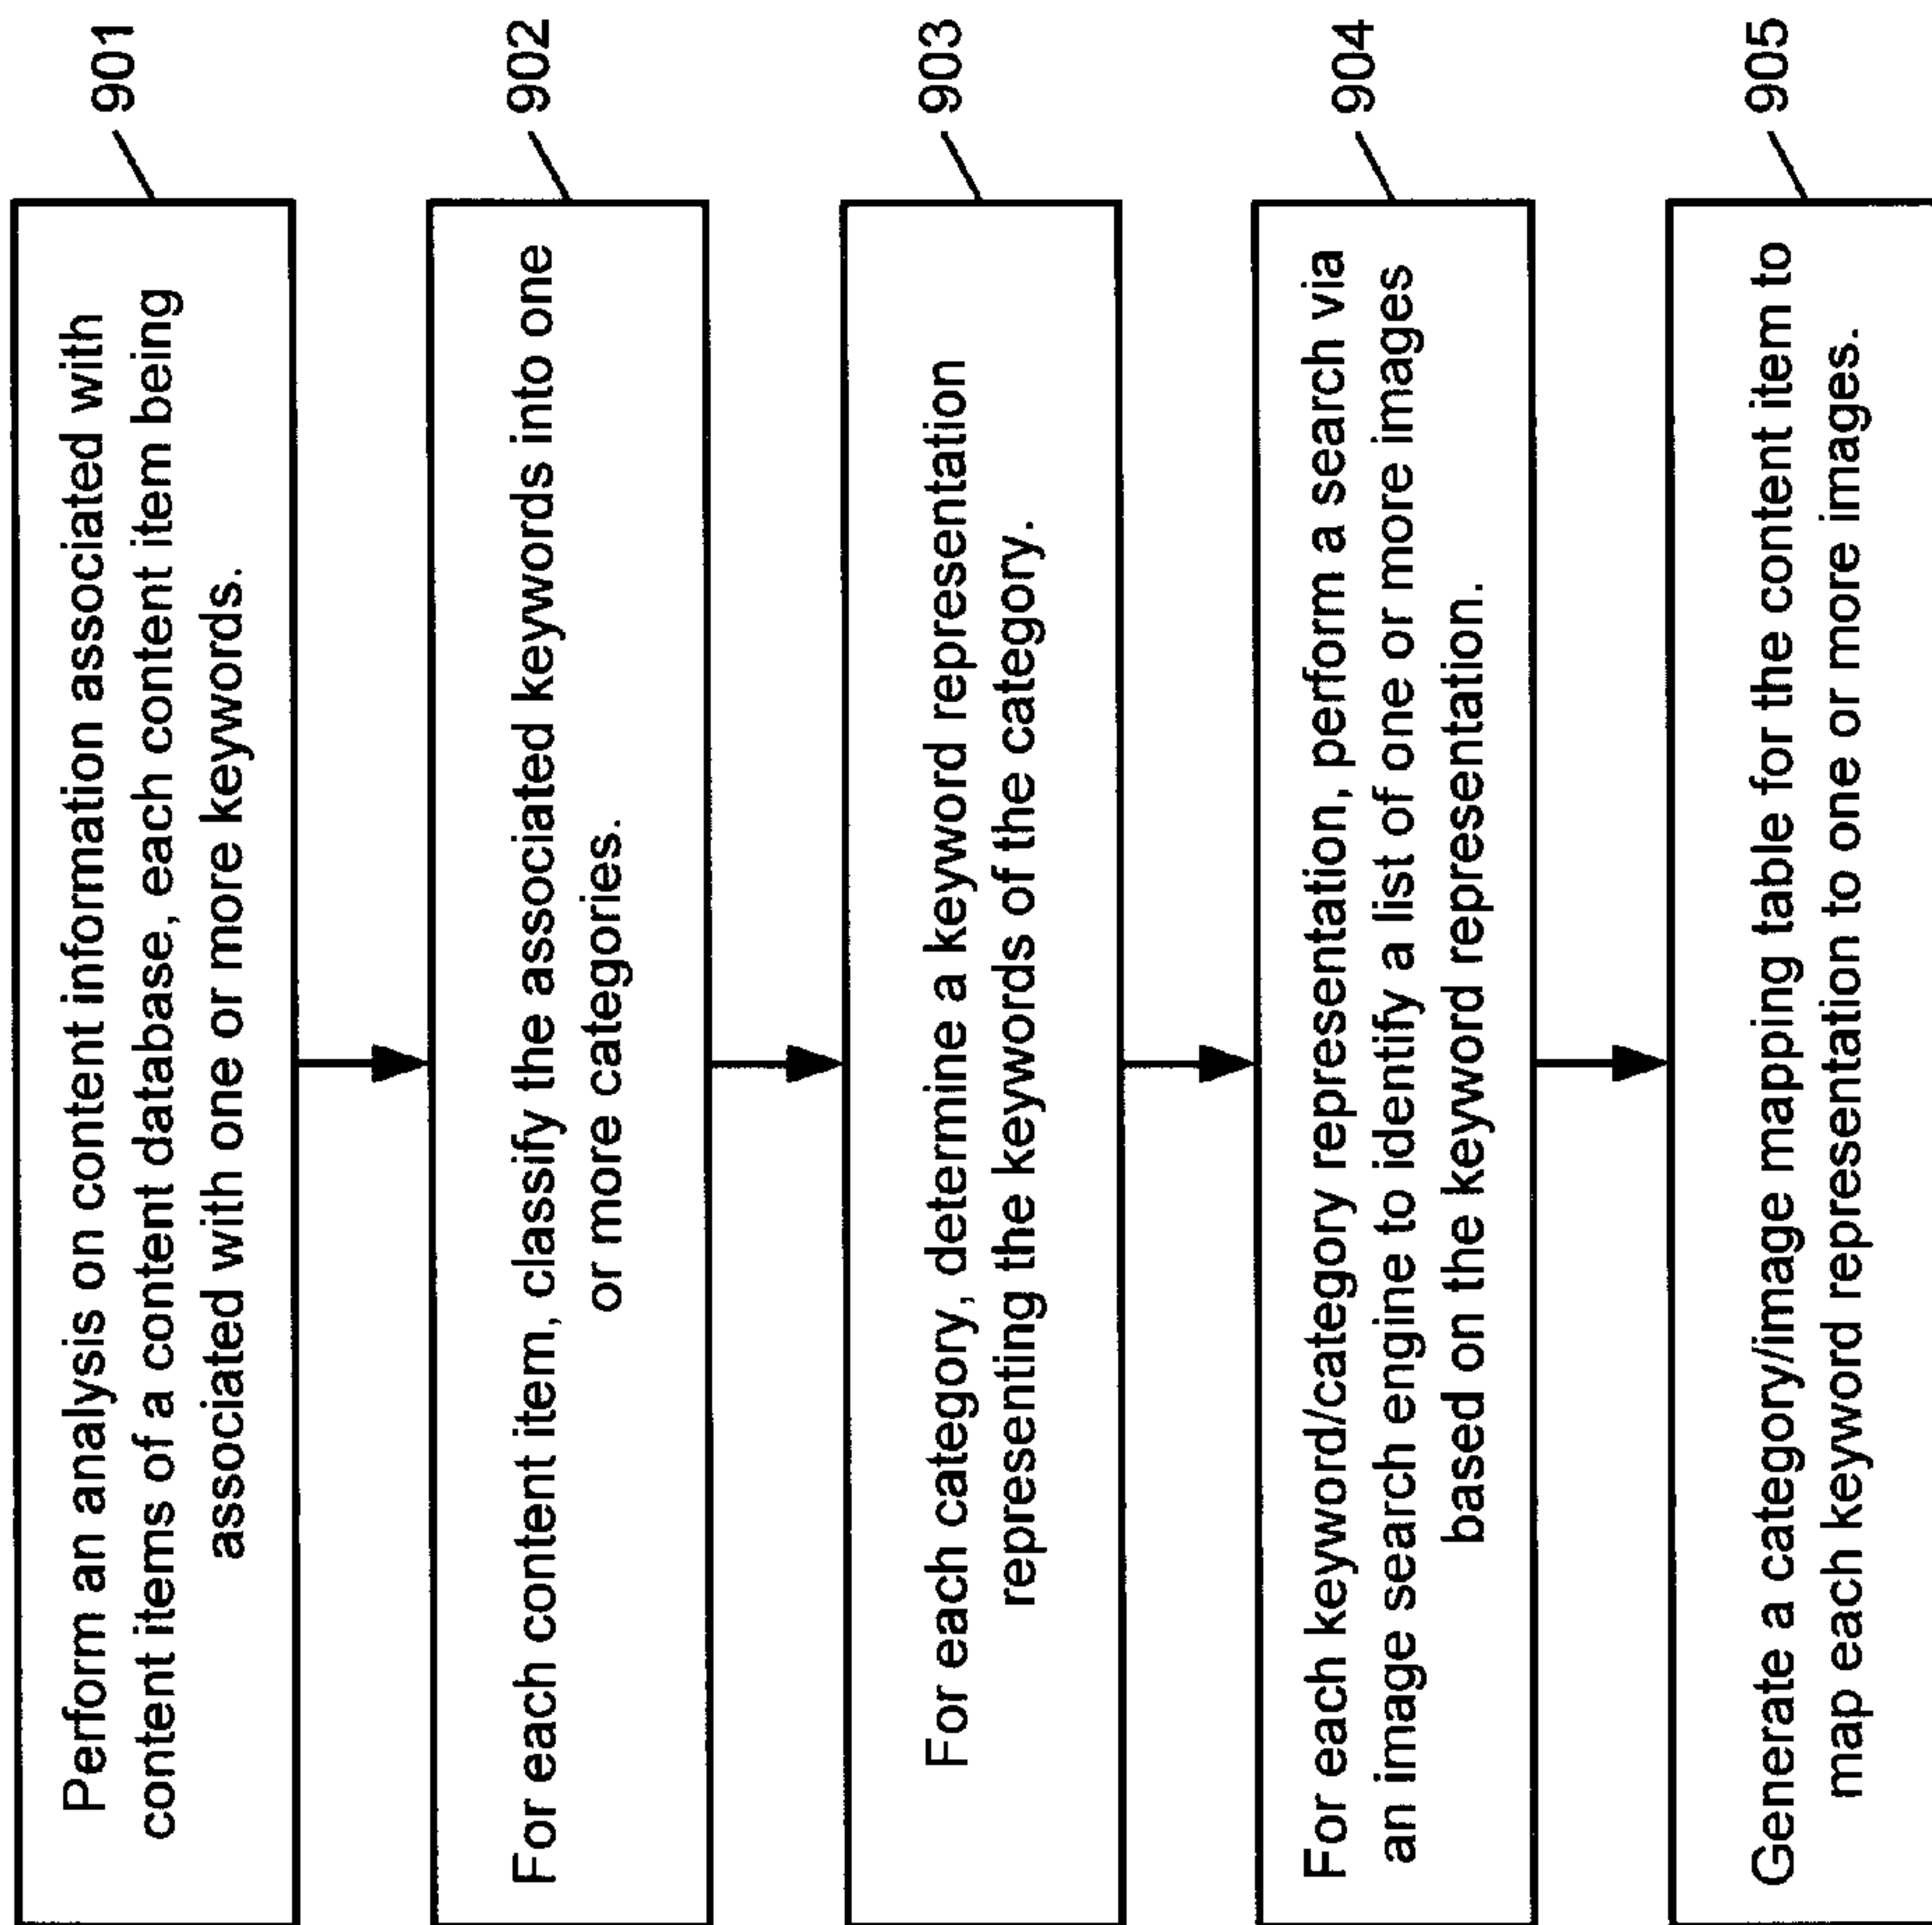 901
Perform an analysis on content information associated with
content items of a content database, each content item being
associated with one or more keywords.
902
For each content item, classify the associated keywords into one
or more categories.
903
For each category, determine a keyword representation
representing the keywords of the category.
904
For each keyword/category representation, perform a search via
an image search engine to identify a list of one or more images
based on the keyword representation.
905
Generate a category/image mapping table for the content item to
map each keyword representation to one or more images.